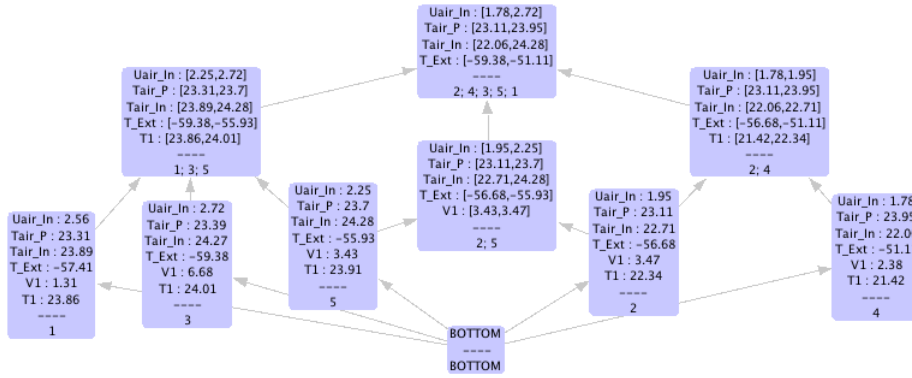 Uair_In : [1.78,2.72]
Tair_P : [23.11,23.95]
Tair_In : [22.06,24.28]
T_Ext : [-59.38,-51.11]
----
2; 4; 3; 5; 1
Uair_In : [2.25,2.72]
Tair_P : [23.31,23.7]
Tair_In : [23.89,24.28]
T_Ext : [-59.38,-55.93]
T1 : [23.86,24.01]
----
1; 3; 5
Uair_In : [1.95,2.25]
Tair_P : [23.11,23.7]
Tair_In : [22.71,24.28]
T_Ext : [-56.68,-55.93]
V1 : [3.43,3.47]
----
2; 5
Uair_In : [1.78,1.95]
Tair_P : [23.11,23.95]
Tair_In : [22.06,22.71]
T_Ext : [-56.68,-51.11]
T1 : [21.42,22.34]
----
2; 4
Uair_In : 2.56
Tair_P : 23.31
Tair_In : 23.89
T_Ext : -57.41
V1 : 1.31
T1 : 23.86
----
1
Uair_In : 2.72
Tair_P : 23.39
Tair_In : 24.27
T_Ext : -59.38
V1 : 6.68
T1 : 24.01
----
3
Uair_In : 2.25
Tair_P : 23.7
Tair_In : 24.28
T_Ext : -55.93
V1 : 3.43
T1 : 23.91
----
5
Uair_In : 1.95
Tair_P : 23.11
Tair_In : 22.71
T_Ext : -56.68
V1 : 3.47
T1 : 22.34
----
2
Uair_In : 1.78
Tair_P : 23.95
Tair_In :
T_Ext :
V1 : 2.38
T1 : 21.42
----
4
BOTTOM
----
BOTTOM